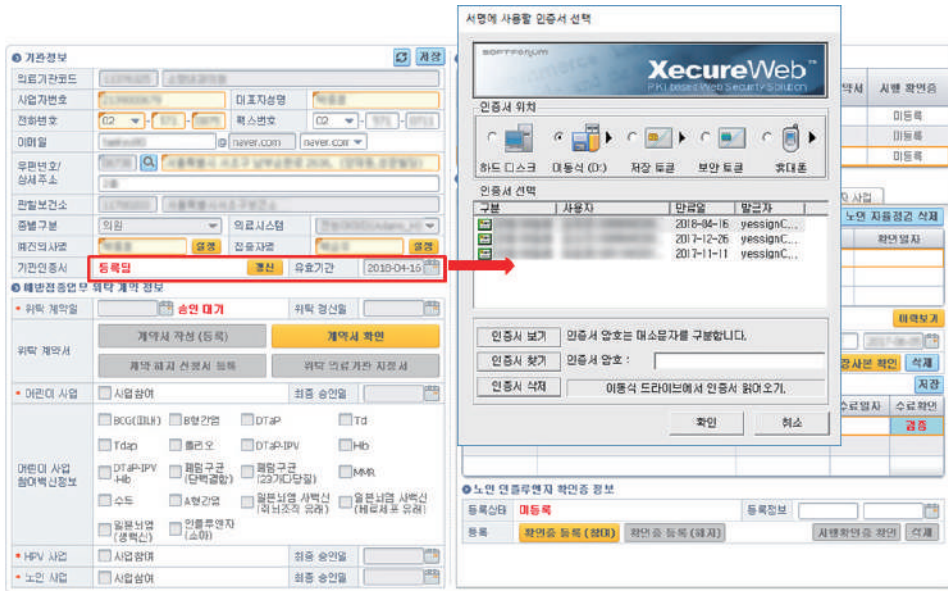 서명에 사용할 인증서 선택
SOFTFORUM
XecureWeb™
PKI based Web Security Solution
인증서 위치
하드 디스크 이동식 (D:) 저장 토큰 보안 토큰 휴대폰
인증서 선택
구분 사용자 만료일 발급자
2018-04-16 yessignC...
2017-12-26 yessignC...
2017-11-11 yessignC...
인증서 보기 인증서 암호는 대소문자를 구분합니다.
인증서 찾기 인증서 암호 :
인증서 삭제 이동식 드라이브에서 인증서 읽어오기.
확인 취소
기관정보 저장
의료기관코드
사업자번호 대표자성명
전화번호 02 - - 팩스번호 02 - -
이메일 @ naver.com naver.com
우편번호/
상세주소
관할보건소
종별구분 의원 의료시스템
예진의사명 설정 접종자명 설정
기관인증서 등록됨 갱신 유효기간 2018-04-16
예방접종업무 위탁 계약 정보
위탁 계약일 승인 대기 위탁 갱신일
위탁 계약서 계약서 작성 (등록) 계약서 확인
계약 해지 신청서 등록 위탁 의료기관 지정서
어린이 사업 사업참여 최종 승인일
어린이 사업
참여백신정보
BCG(피내) B형간염 DTaP Td
Tdap 폴리오 DTaP-IPV Hib
DTaP-IPV
-Hib
폐렴구균
(단백결합)
폐렴구균
(23가다당질)
MMR
수두 A형간염
일본뇌염 사백신
(쥐뇌조직 유래)
일본뇌염 사백신
(베로세포 유래)
일본뇌염
(생백신)
인플루엔자
(소아)
HPV 사업 사업참여 최종 승인일
노인 사업 사업참여 최종 승인일
약서 시행 확인증
미등록
미등록
미등록
자 사업
노인 자율점검 삭제
확인일자
이력보기
장사본 확인 삭제
저장
수료일자 수료확인
검증
노인 인플루엔자 확인증 정보
등록상태 미등록 등록정보
등록 확인증 등록 (참여) 확인증 등록 (해지) 시행확인증 확인 삭제